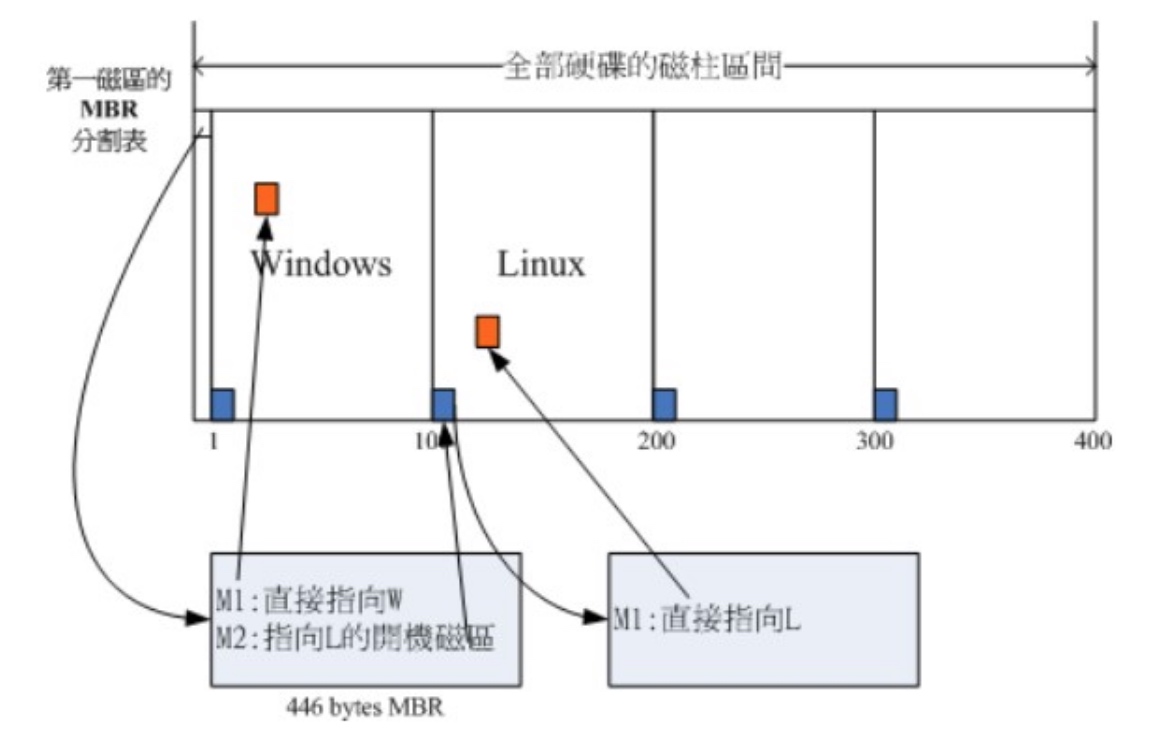 全部硬碟的磁柱區間
第一磁區的
MBR
分割表
Windows
Linux
1
100
200
300
400
M1:直接指向W
M2:指向L的開機磁區
M1:直接指向L
446 bytes MBR